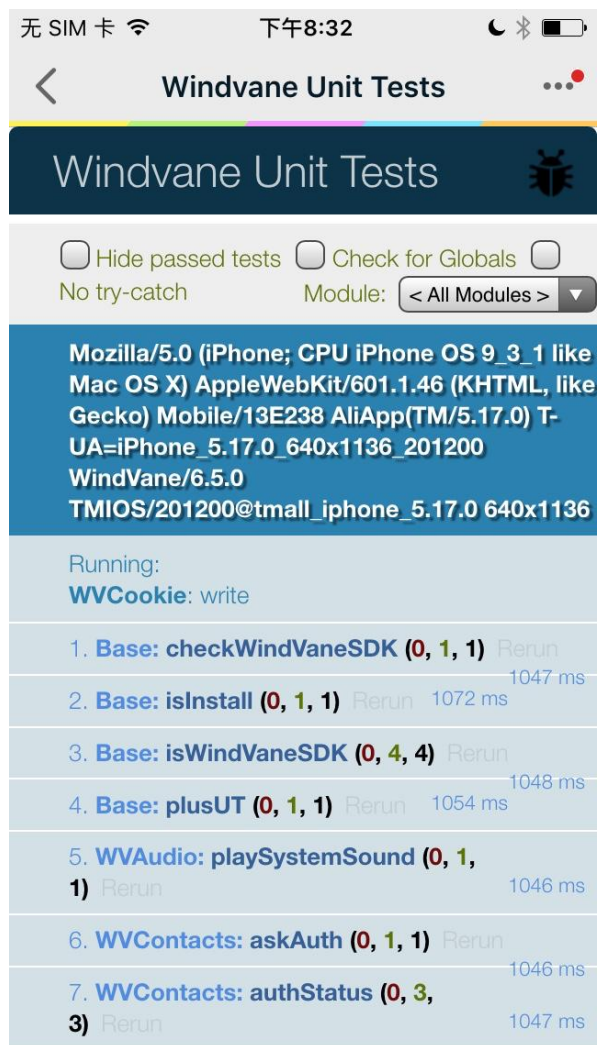 无 SIM 卡 下午8:32
Windvane Unit Tests
Windvane Unit Tests
Hide passed tests Check for Globals
No try-catch Module: < All Modules >
Mozilla/5.0 (iPhone; CPU iPhone OS 9_3_1 like
Mac OS X) AppleWebKit/601.1.46 (KHTML, like
Gecko) Mobile/13E238 AliApp(TM/5.17.0) T-
UA=iPhone_5.17.0_640x1136_201200
WindVane/6.5.0
TMIOS/201200@tmall_iphone_5.17.0 640x1136
Running:
WVCookie: write
1. Base: checkWindVaneSDK (0, 1, 1) Rerun
1047 ms
2. Base: isInstall (0, 1, 1) Rerun 1072 ms
3. Base: isWindVaneSDK (0, 4, 4) Rerun
1048 ms
4. Base: plusUT (0, 1, 1) Rerun 1054 ms
5. WVAudio: playSystemSound (0, 1,
1) Rerun 1046 ms
6. WVContacts: askAuth (0, 1, 1) Rerun
1046 ms
7. WVContacts: authStatus (0, 3,
3) Rerun 1047 ms